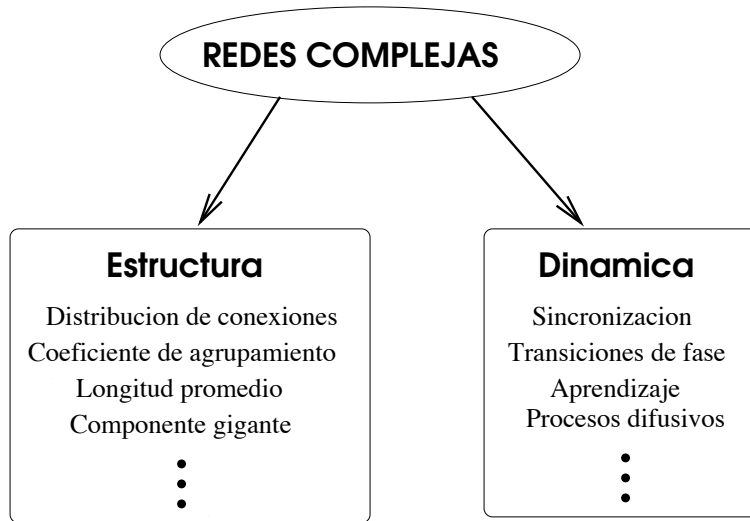 REDES COMPLEJAS
Estructura
Distribucion de conexiones
Coeficiente de agrupamiento
Longitud promedio
Componente gigante
Dinamica
Sincronizacion
Transiciones de fase
Aprendizaje
Procesos difusivos